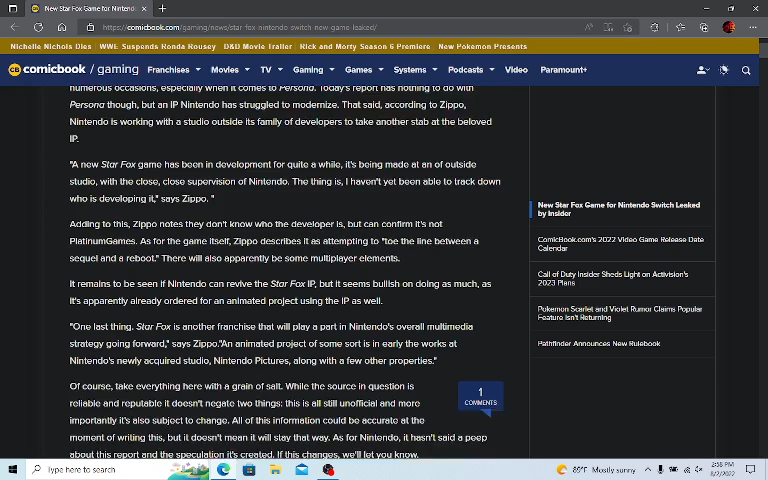 New Star Fox Game for Nintendo
https://comicbook.com/gaming/news/star-fox-nintendo-switch-new-game-leaked/
Nichelle Nichols Dies WWE Suspends Ronda Rousey D&D Movie Trailer Rick and Morty Season 6 Premiere New Pokemon Presents
CB comicbook / gaming Franchises Movies TV Gaming Games Systems Podcasts Video Paramount+
numerous occasions, especially when it comes to Persona. Today's report has nothing to do with
Persona though, but an IP Nintendo has struggled to modernize. That said, according to Zippo,
Nintendo is working with a studio outside its family of developers to take another stab at the beloved
IP.
"A new Star Fox game has been in development for quite a while, it's being made at an of outside
studio, with the close, close supervision of Nintendo. The thing is, I haven't yet been able to track down
who is developing it," says Zippo. "
Adding to this, Zippo notes they don't know who the developer is, but can confirm it's not
PlatinumGames. As for the game itself, Zippo describes it as attempting to "toe the line between a
sequel and a reboot." There will also apparently be some multiplayer elements.
It remains to be seen if Nintendo can revive the Star Fox IP, but it seems bullish on doing as much, as
it's apparently already ordered for an animated project using the IP as well.
"One last thing. Star Fox is another franchise that will play a part in Nintendo's overall multimedia
strategy going forward," says Zippo."An animated project of some sort is in early the works at
Nintendo's newly acquired studio, Nintendo Pictures, along with a few other properties."
Of course, take everything here with a grain of salt. While the source in question is
reliable and reputable it doesn't negate two things: this is all still unofficial and more
importantly it's also subject to change. All of this information could be accurate at the
moment of writing this, but it doesn't mean it will stay that way. As for Nintendo, it hasn't said a peep
about this report and the speculation it's created. If this changes, we'll let you know.
1
COMMENTS
New Star Fox Game for Nintendo Switch Leaked
by Insider
ComicBook.com's 2022 Video Game Release Date
Calendar
Call of Duty Insider Sheds Light on Activision's
2023 Plans
Pokemon Scarlet and Violet Rumor Claims Popular
Feature Isn't Returning
Pathfinder Announces New Rulebook
Type here to search
89°F Mostly sunny
2:58 PM
8/2/2022